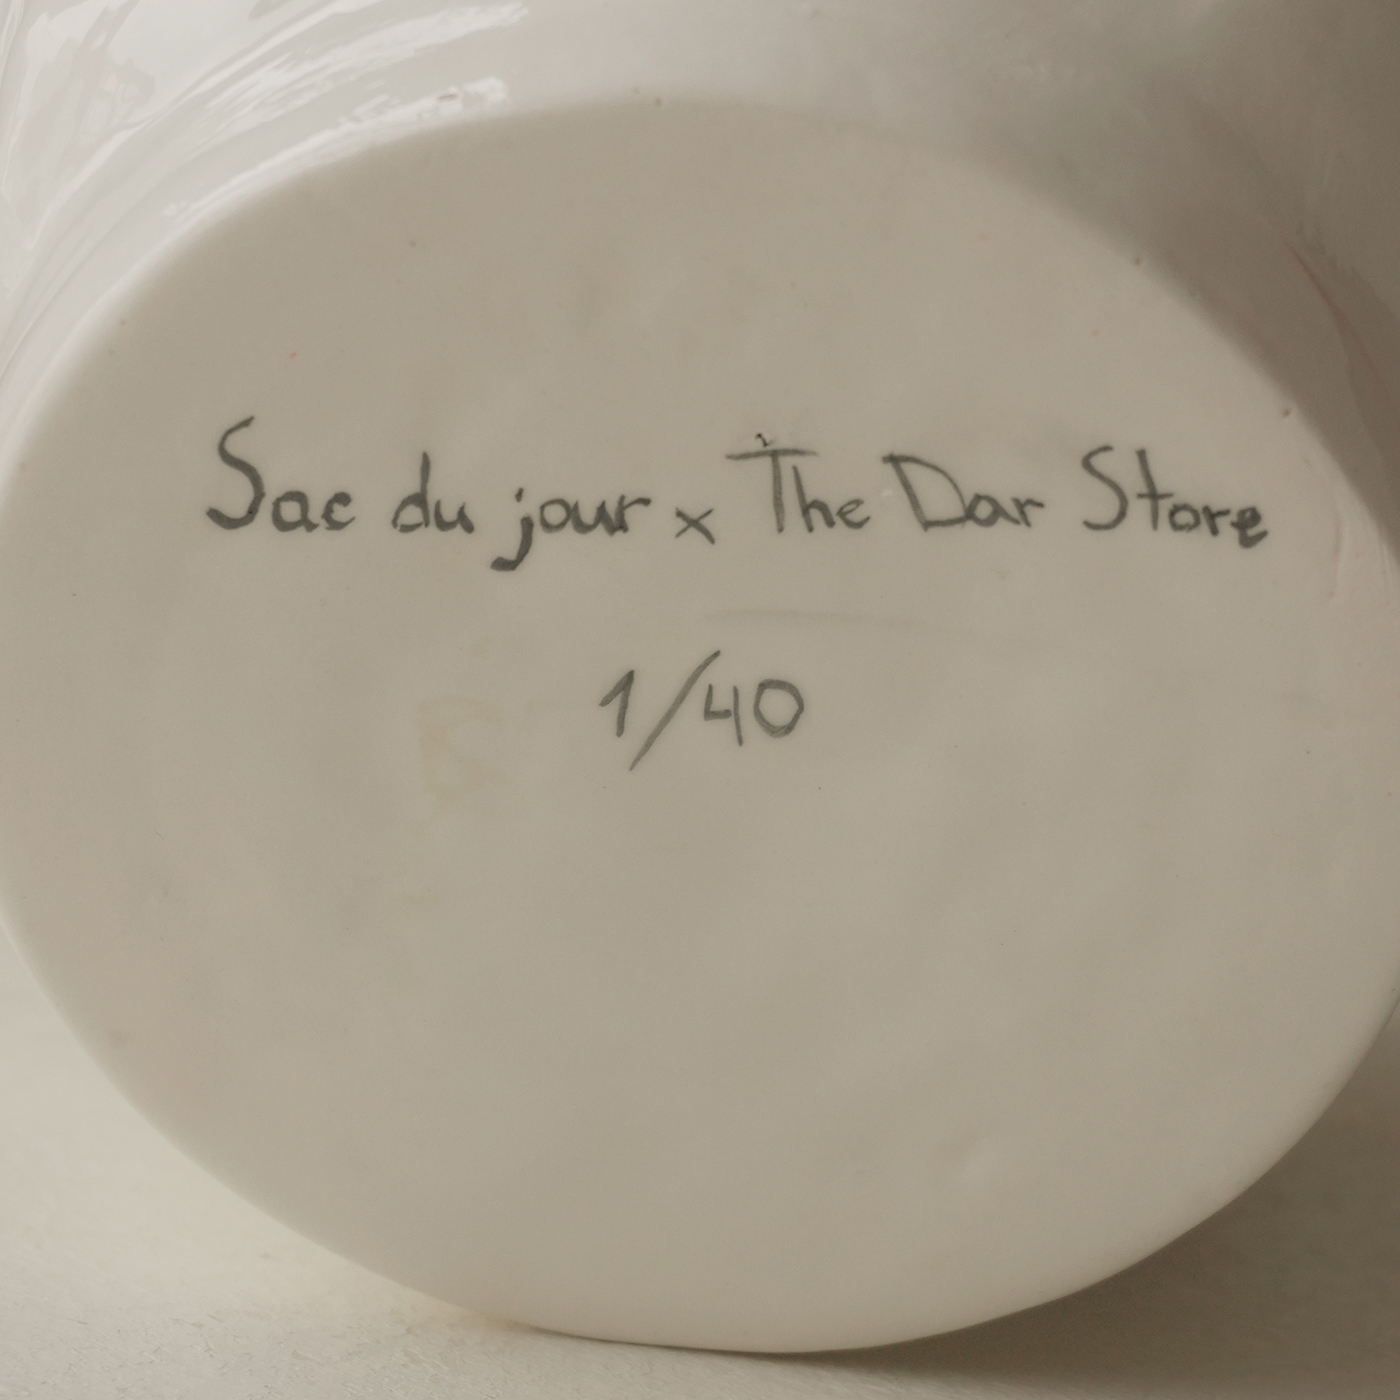 Sac du jour x The Dar Store
1/40